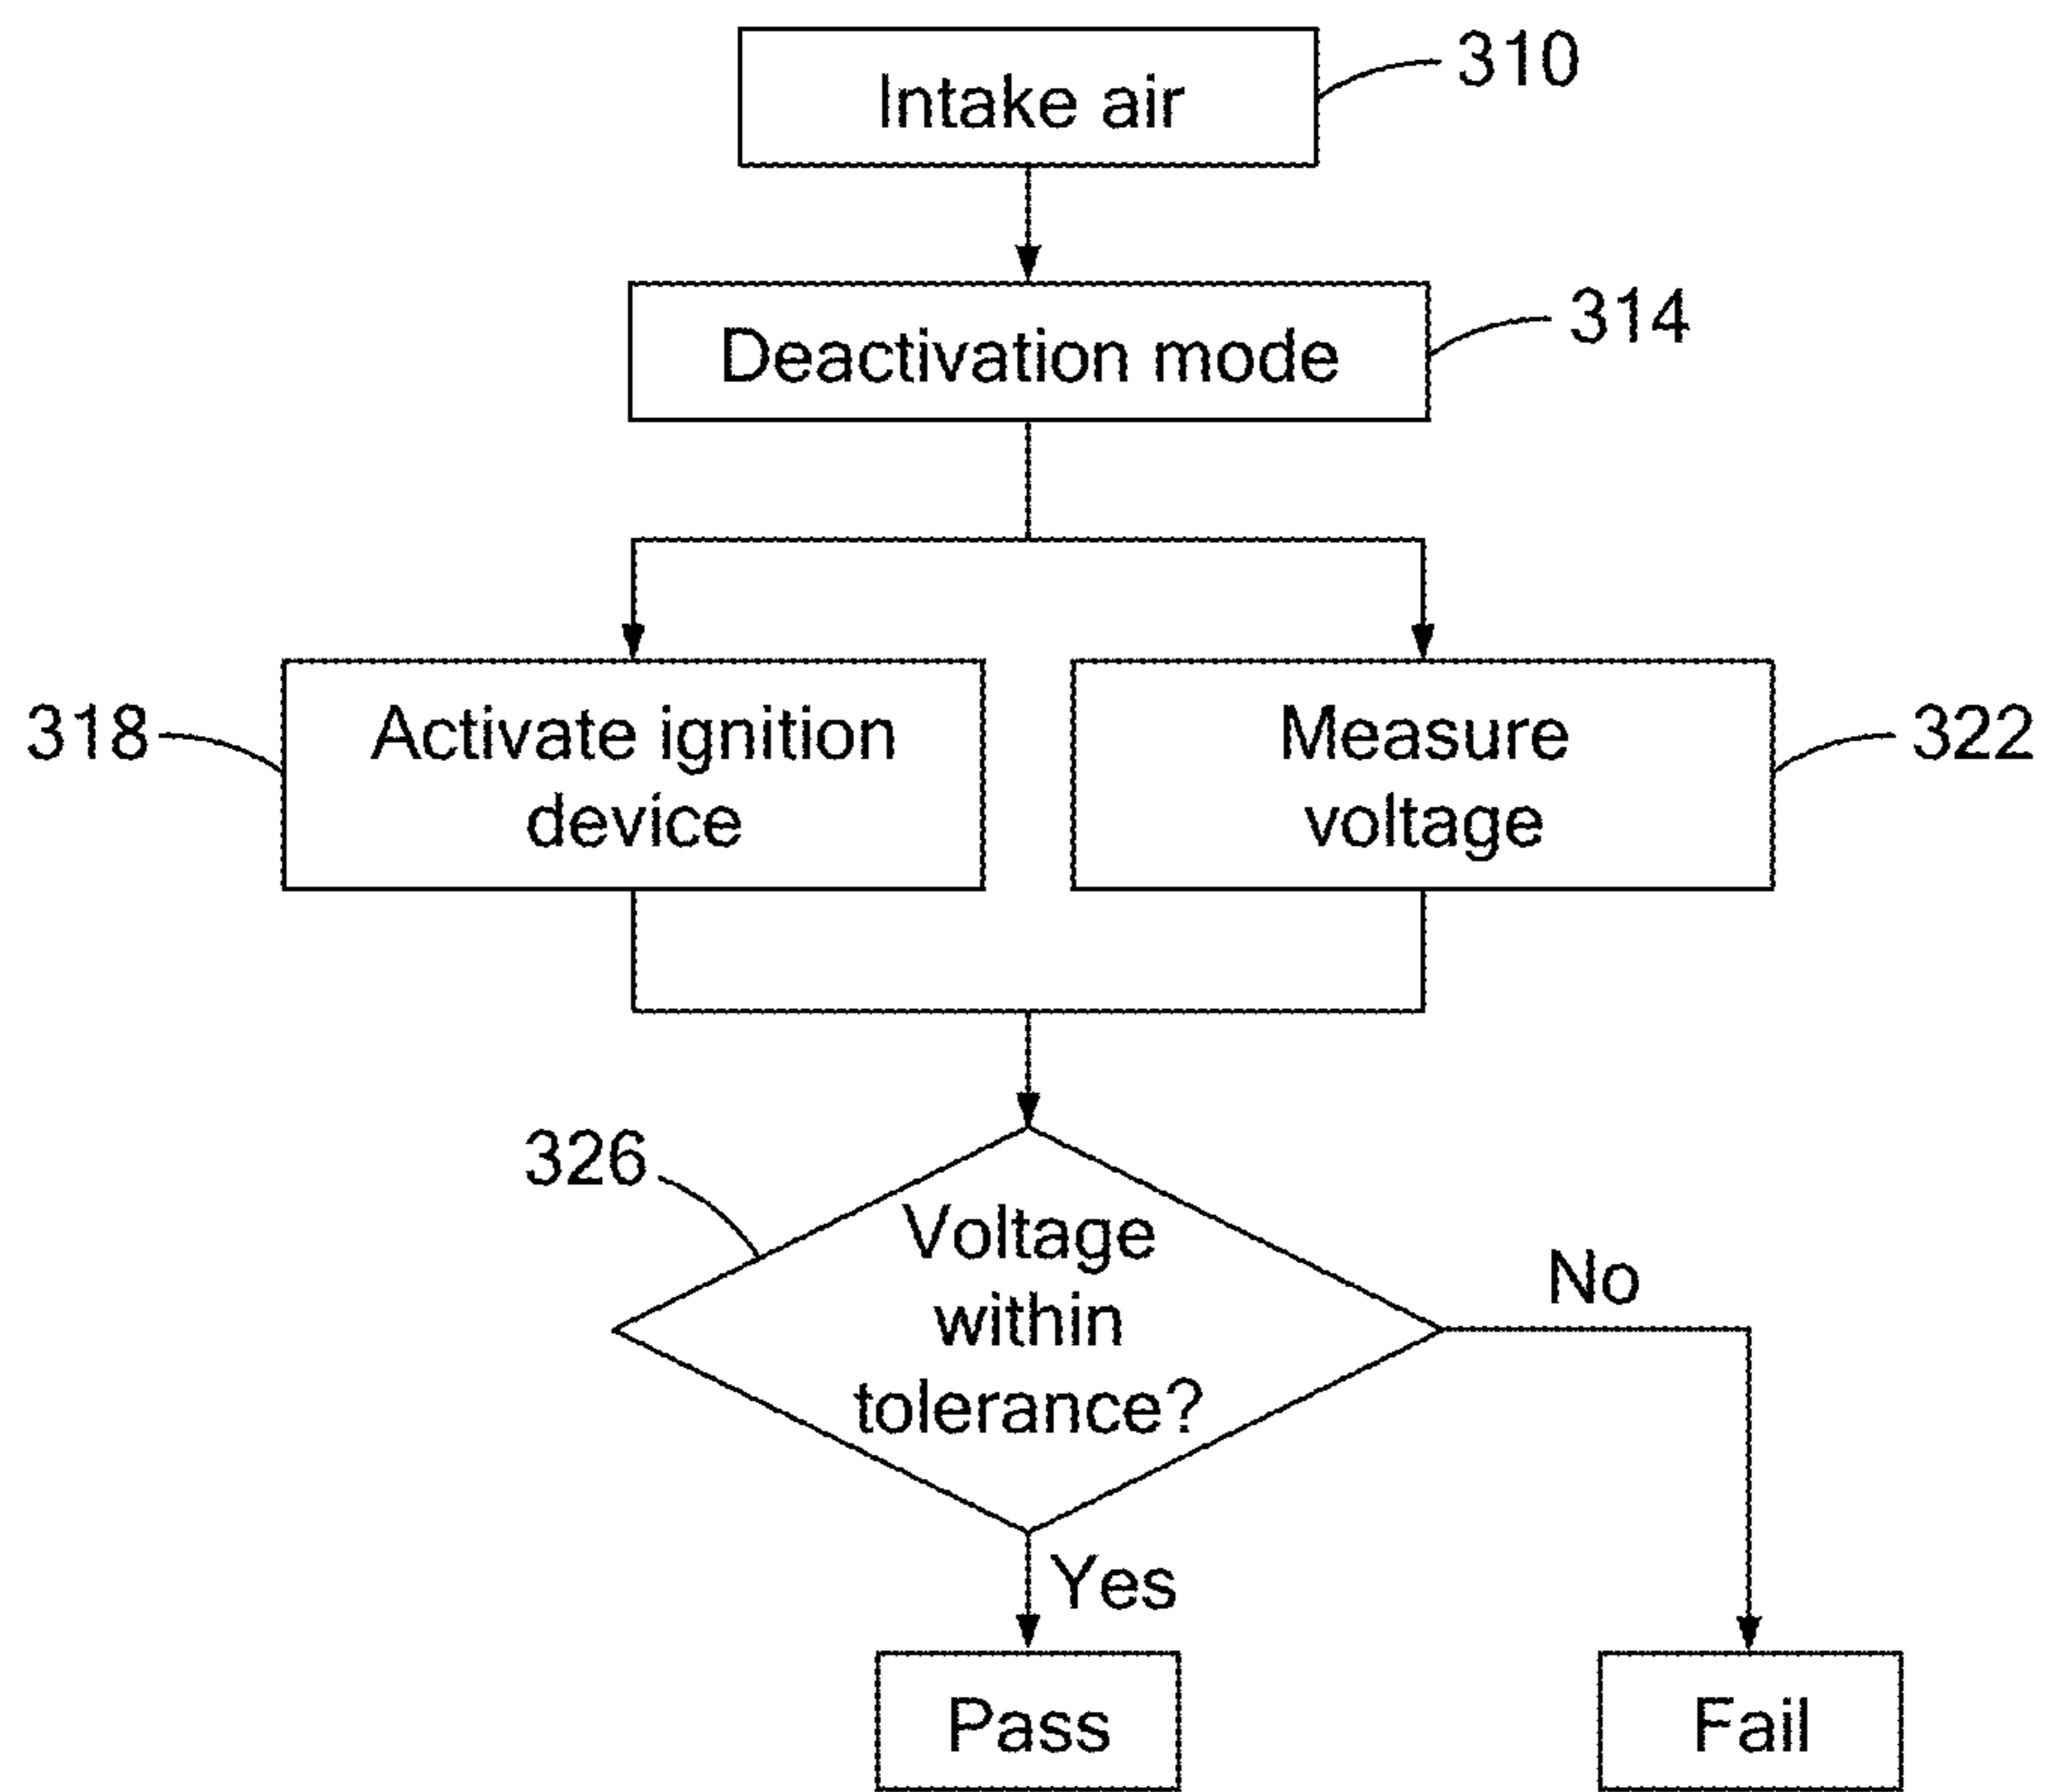 Intake air
310
Deactivation mode
314
318
Activate ignition
device
Measure
voltage
322
326
Voltage
within
tolerance?
No
Yes
Pass
Fail